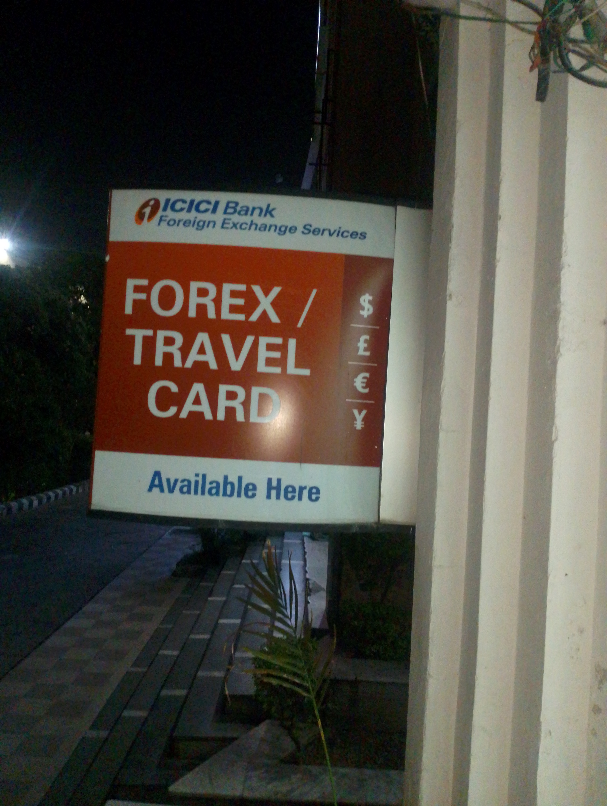 ICICI Bank
Foreign Exchange Services
FOREX /
TRAVEL
CARD
$
£
€
¥
Available Here